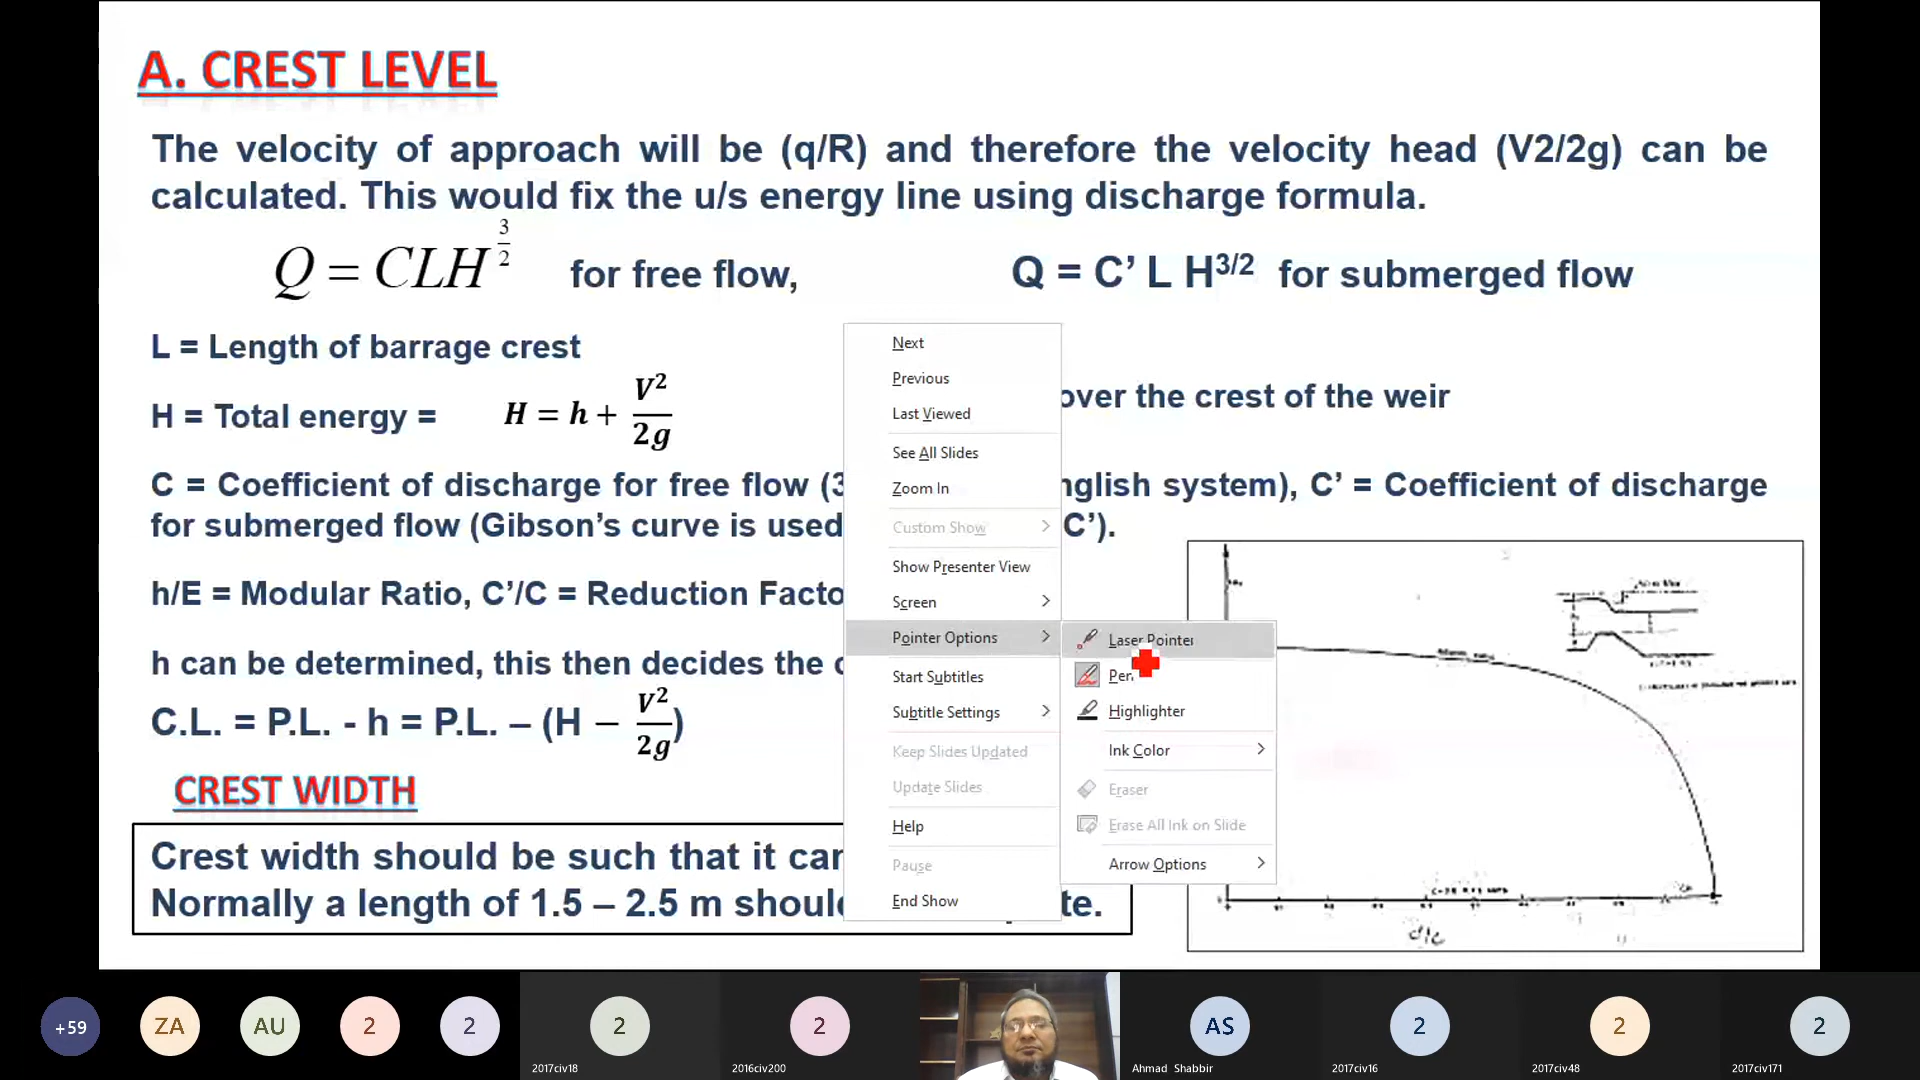 A. CREST LEVEL
The velocity of approach will be (q/R) and therefore the velocity head (V2/2g) can be
calculated. This would fix the u/s energy line using discharge formula.
Q = CLH^3/2 for free flow, Q = C’ L H3/2 for submerged flow
L = Length of barrage crest
H = Total energy = H = h + V²/2g over the crest of the weir
C = Coefficient of discharge for free flow (3 nglish system), C’ = Coefficient of discharge
for submerged flow (Gibson’s curve is used C’).
h/E = Modular Ratio, C’/C = Reduction Facto
h can be determined, this then decides the c
C.L. = P.L. - h = P.L. – (H − V²/2g)
CREST WIDTH
Crest width should be such that it car
Normally a length of 1.5 – 2.5 m should te.
Next
Previous
Last Viewed
See All Slides
Zoom In
Custom Show
Show Presenter View
Screen
Pointer Options
Start Subtitles
Subtitle Settings
Keep Slides Updated
Update Slides
Help
Pause
End Show
Laser Pointer
Pen
Highlighter
Ink Color
Eraser
Erase All Ink on Slide
Arrow Options
+59
ZA
AU
2
2
2
2017civ18
2
2016civ200
AS
Ahmad Shabbir
2
2017civ16
2
2017civ48
2
2017civ171